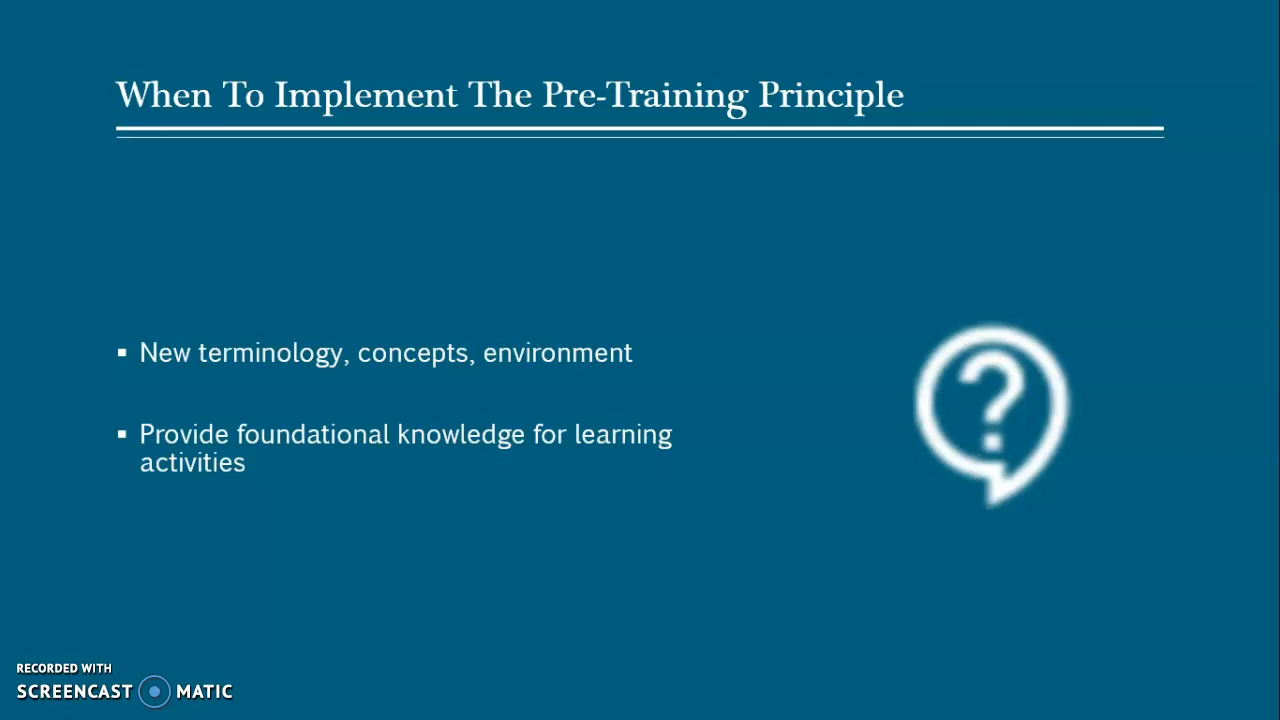 When To Implement The Pre-Training Principle
▪ New terminology, concepts, environment
▪ Provide foundational knowledge for learning
activities
RECORDED WITH
SCREENCAST MATIC